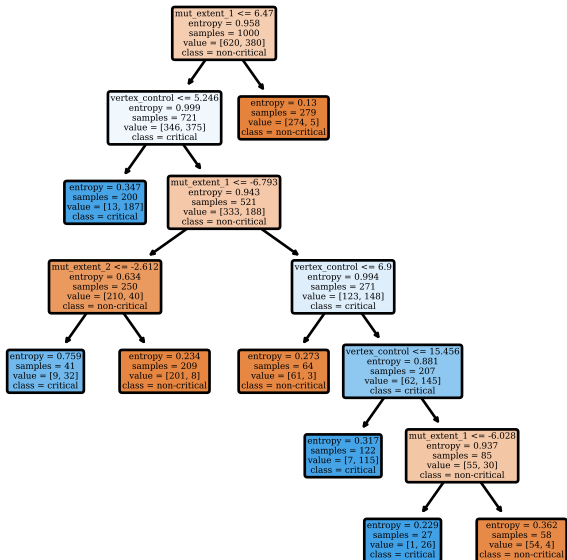 mut_extent_1 <= 6.47
entropy = 0.958
samples = 1000
value = [620, 380]
class = non-critical
vertex_control <= 5.246
entropy = 0.999
samples = 721
value = [346, 375]
class = critical
entropy = 0.13
samples = 279
value = [274, 5]
class = non-critical
entropy = 0.347
samples = 200
value = [13, 187]
class = critical
mut_extent_1 <= -6.793
entropy = 0.943
samples = 521
value = [333, 188]
class = non-critical
mut_extent_2 <= -2.612
entropy = 0.634
samples = 250
value = [210, 40]
class = non-critical
vertex_control <= 6.9
entropy = 0.994
samples = 271
value = [123, 148]
class = critical
entropy = 0.759
samples = 41
value = [9, 32]
class = critical
entropy = 0.234
samples = 209
value = [201, 8]
class = non-critical
entropy = 0.273
samples = 64
value = [61, 3]
class = non-critical
vertex_control <= 15.456
entropy = 0.881
samples = 207
value = [62, 145]
class = critical
entropy = 0.317
samples = 122
value = [7, 115]
class = critical
mut_extent_1 <= -6.028
entropy = 0.937
samples = 85
value = [55, 30]
class = non-critical
entropy = 0.229
samples = 27
value = [1, 26]
class = critical
entropy = 0.362
samples = 58
value = [54, 4]
class = non-critical